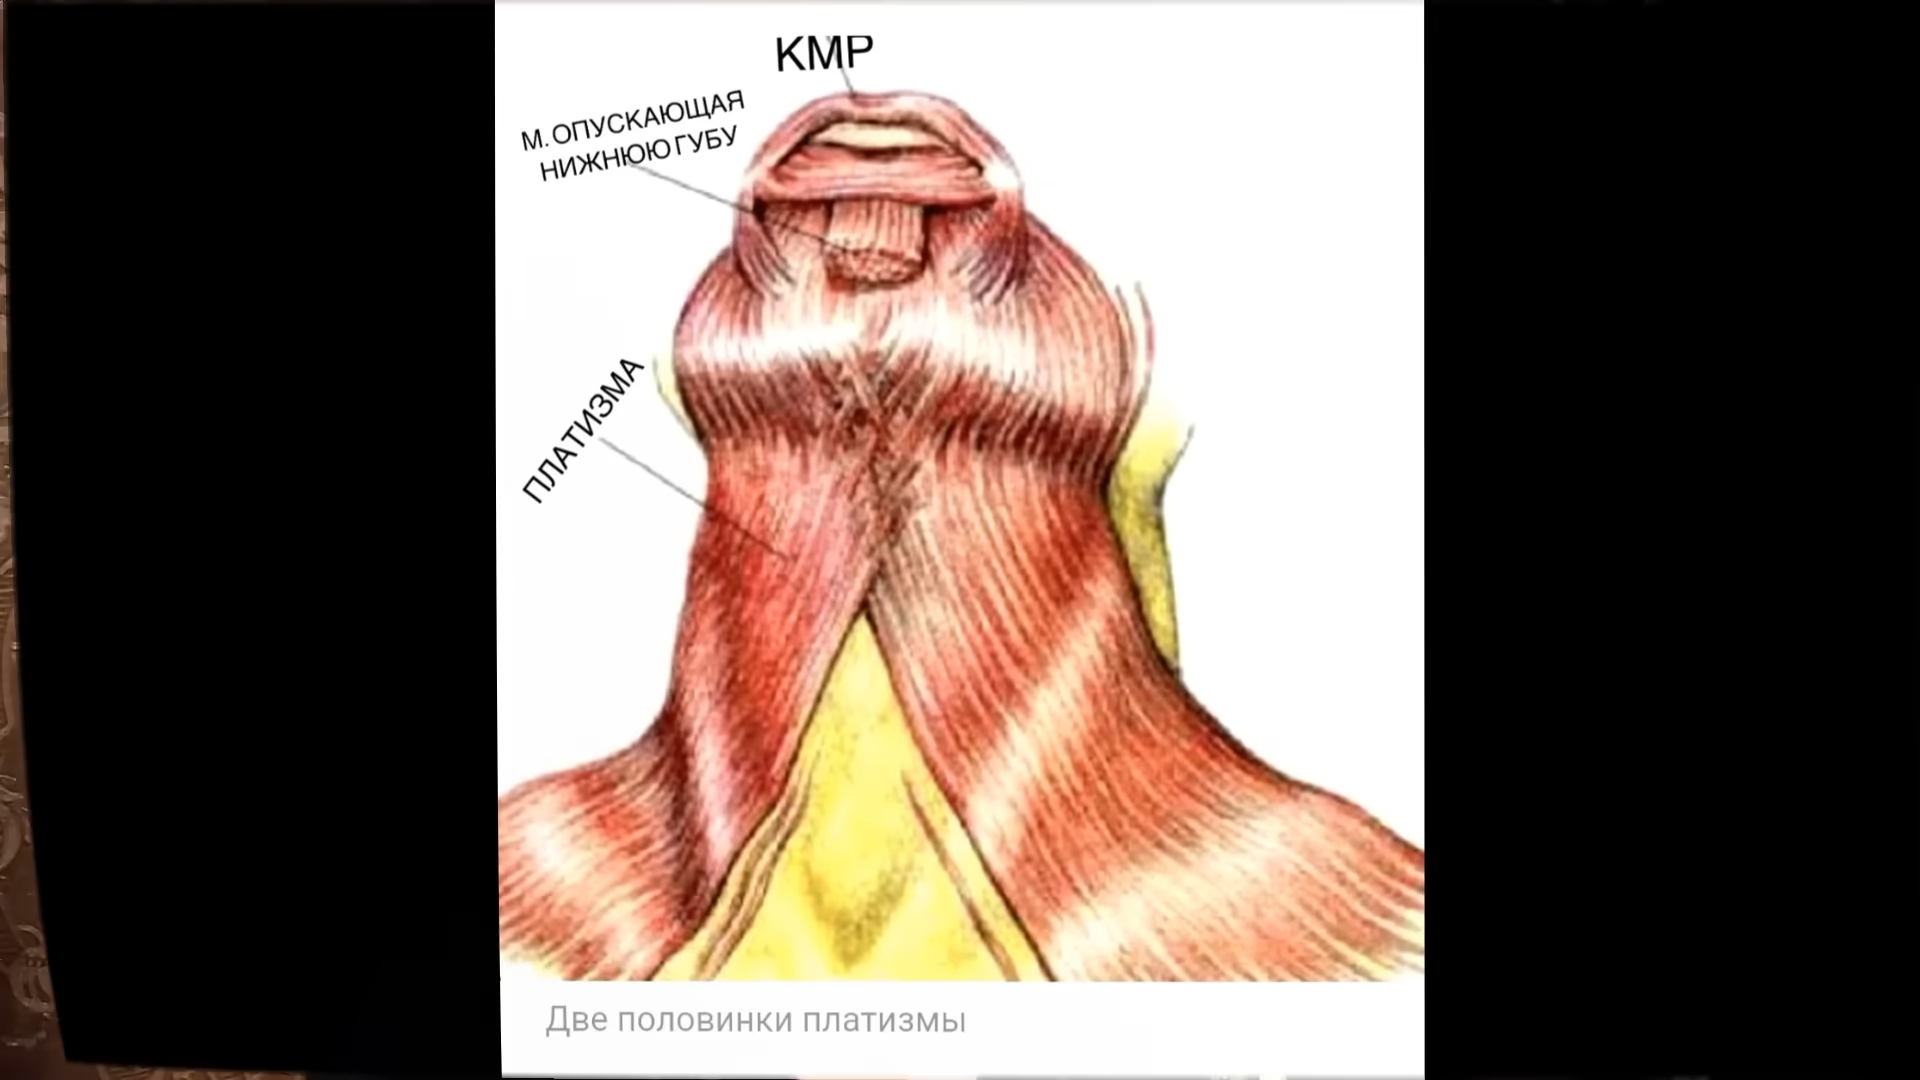 КМР
М. ОПУСКАЮЩАЯ
НИЖНЮЮ ГУБУ
ПЛАТИЗМА
Две половинки платизмы